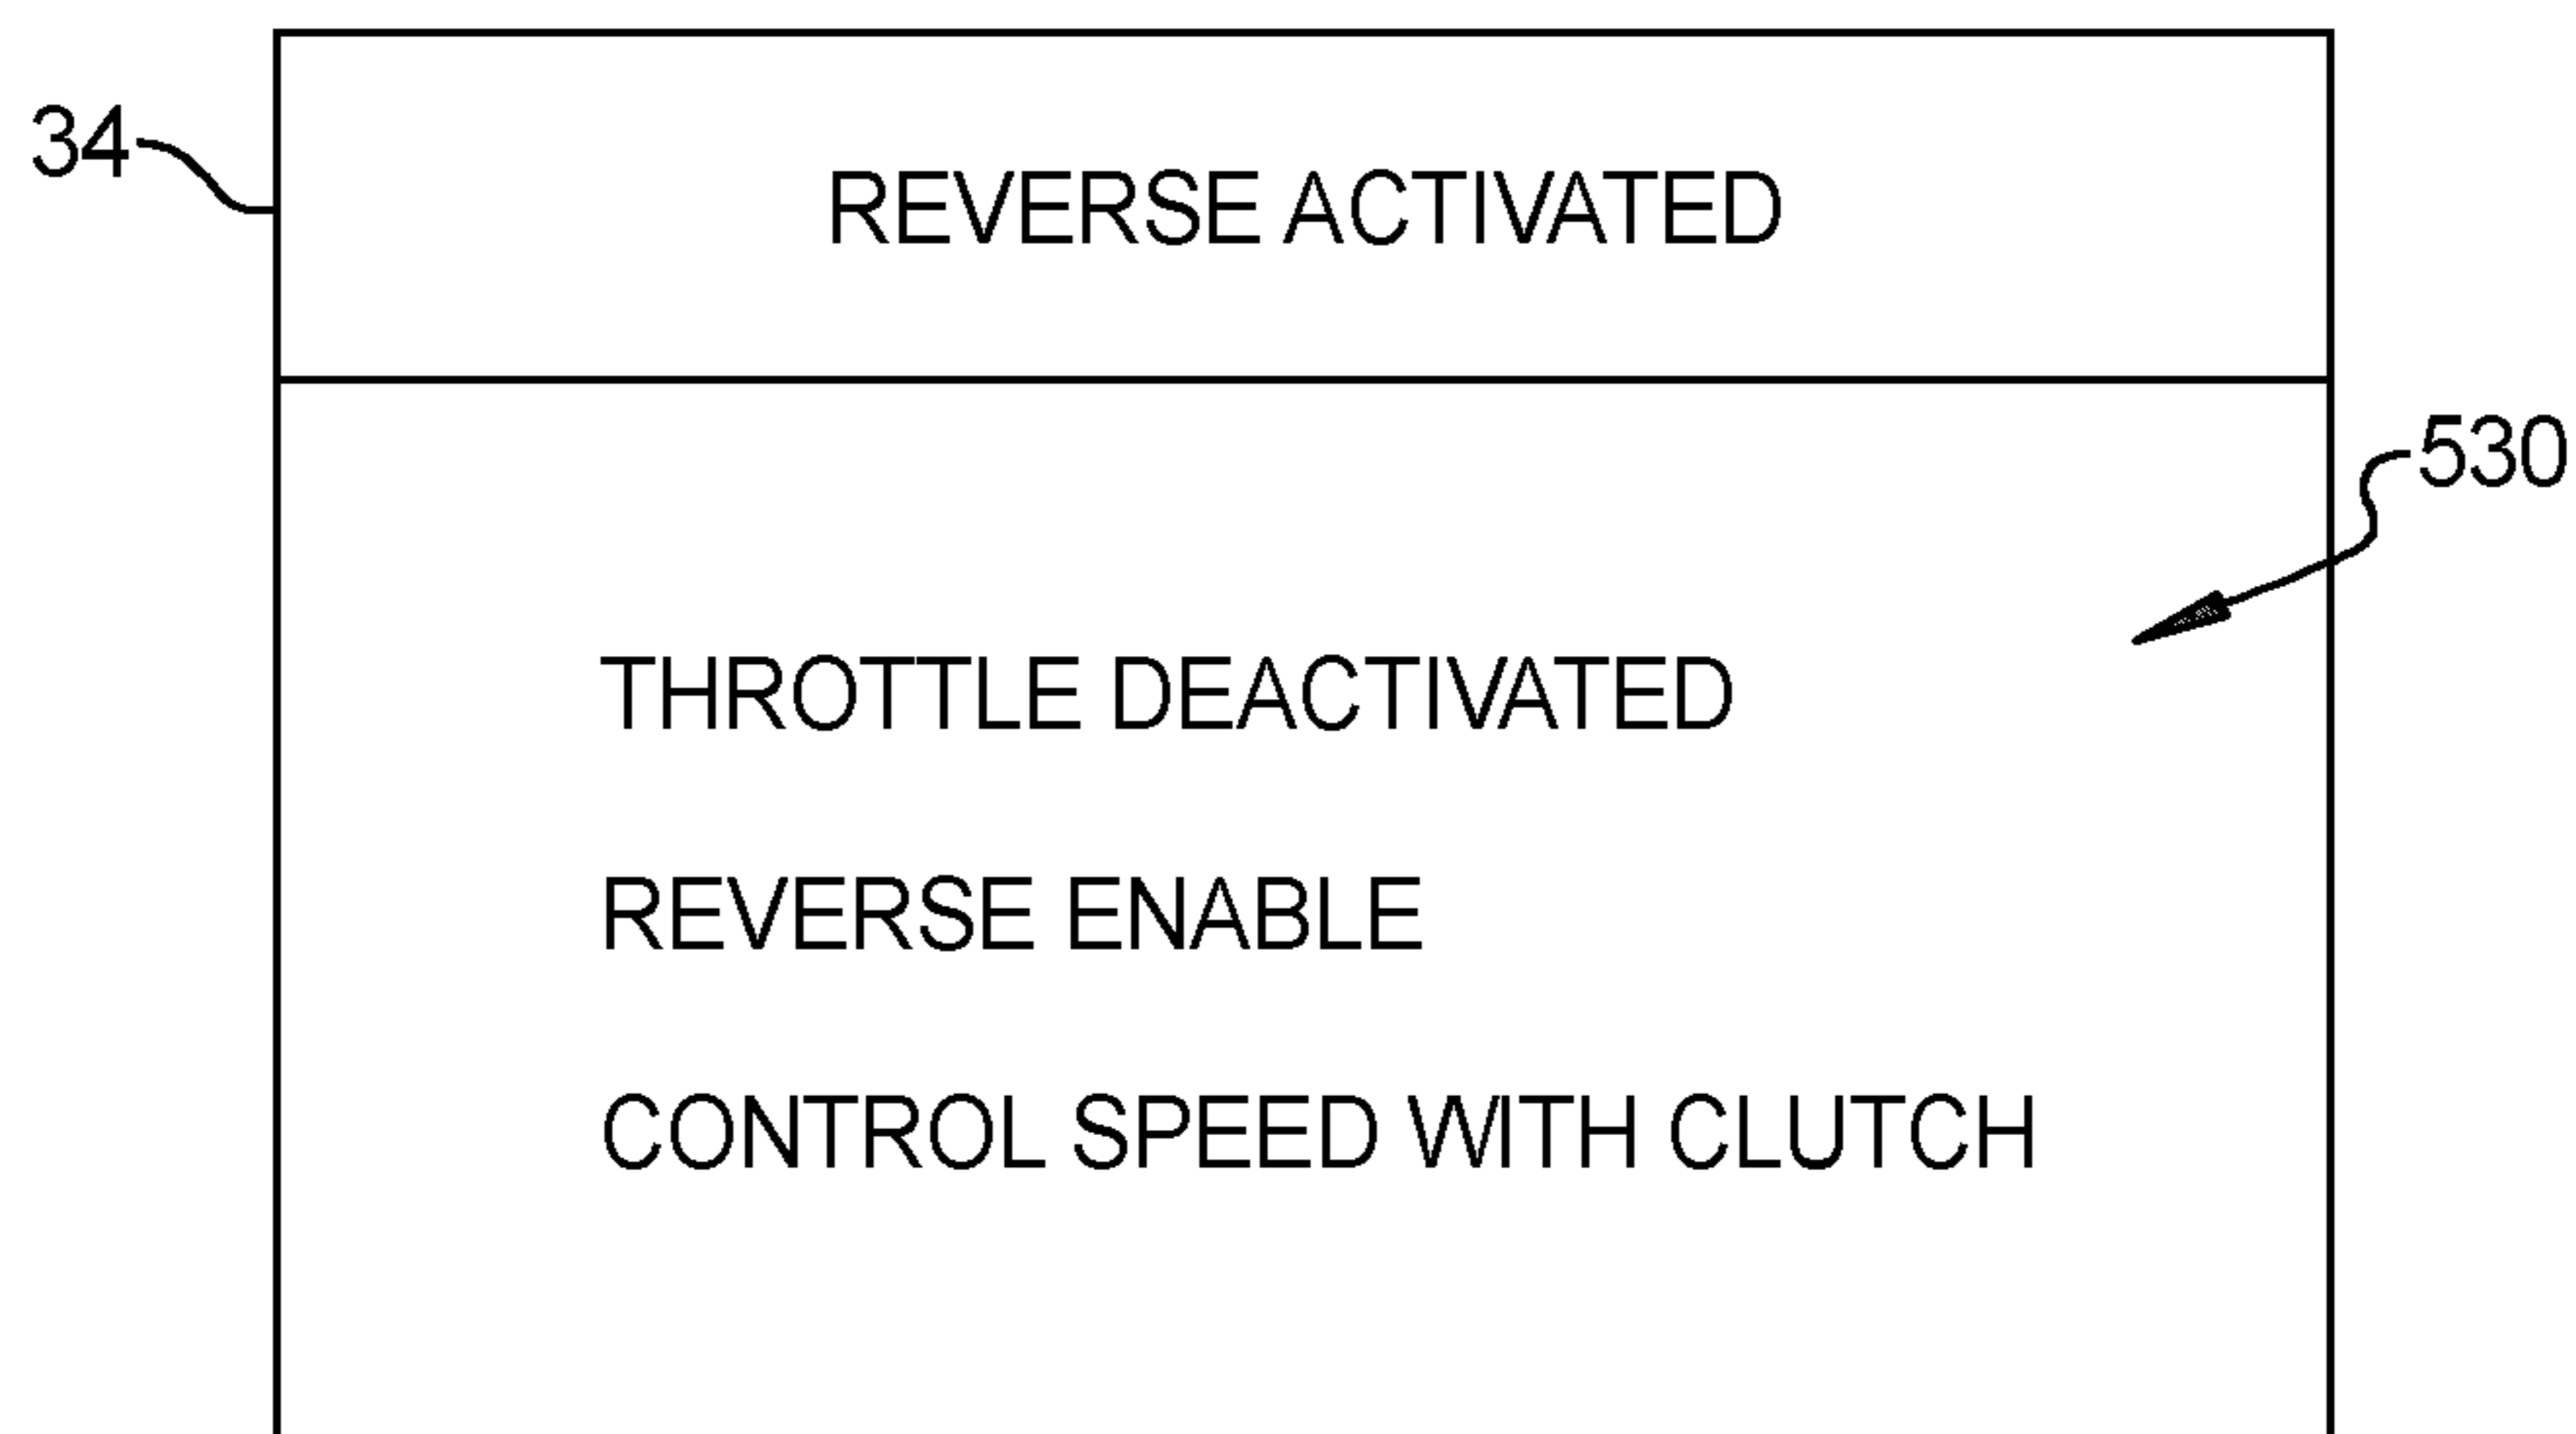 34
REVERSE ACTIVATED
530
THROTTLE DEACTIVATED
REVERSE ENABLE
CONTROL SPEED WITH CLUTCH